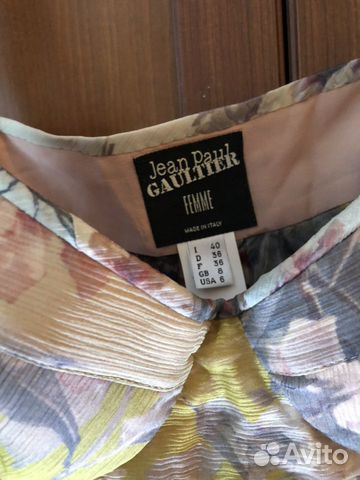 Jean Paul
GAULTIER
FEMME
MADE IN ITALY
I 40
D 36
F 36
GB 8
USA 6
Avito